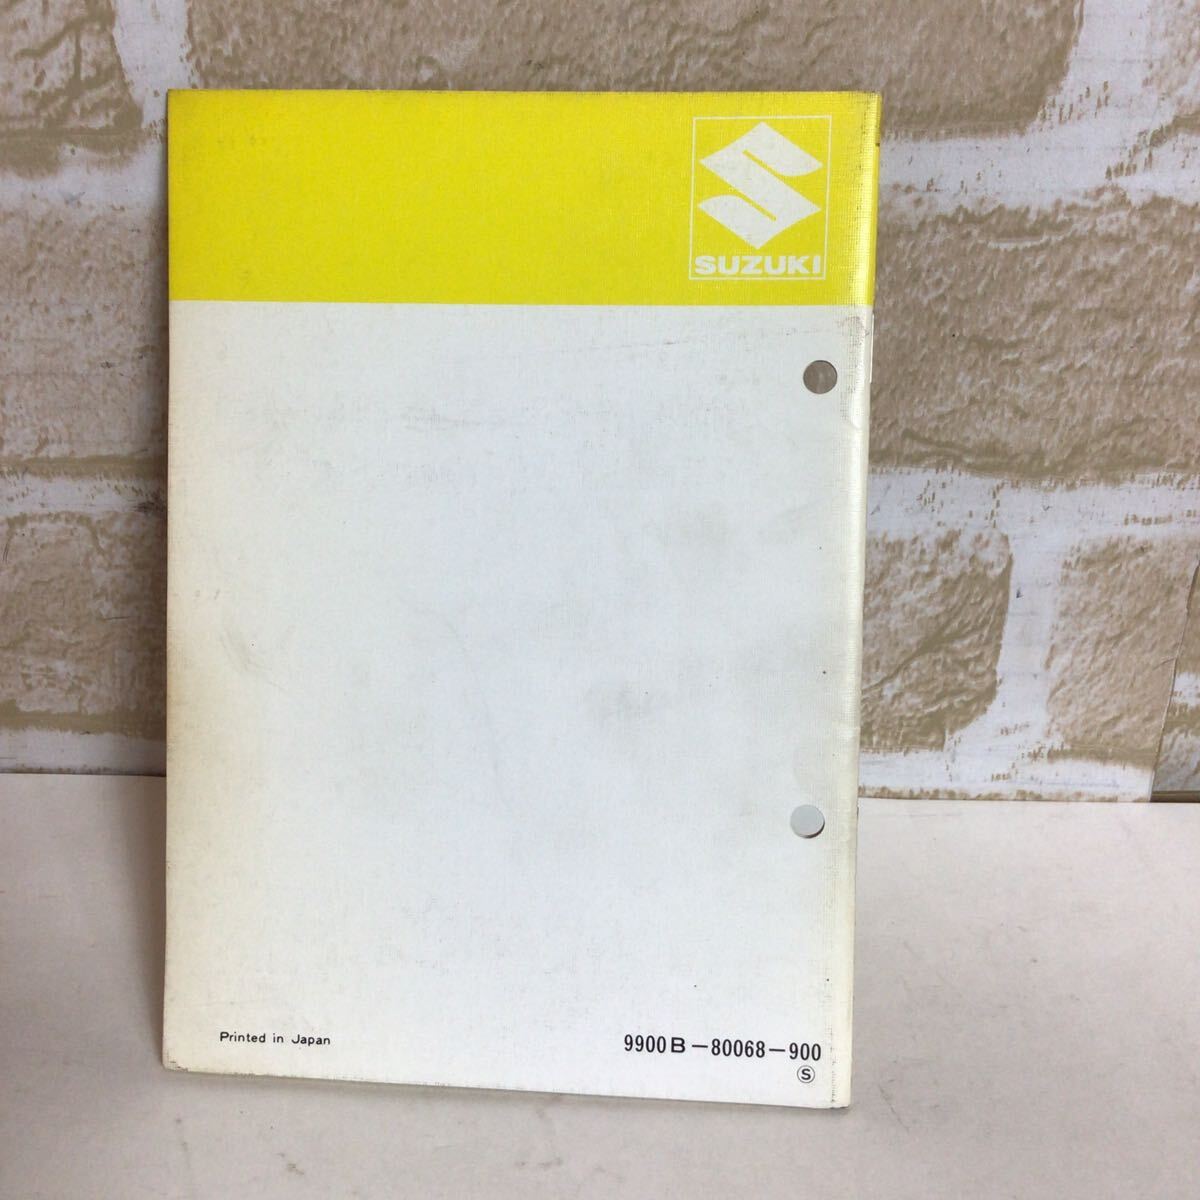 SUZUKI
Printed in Japan
9900B-80068-900
Ⓢ